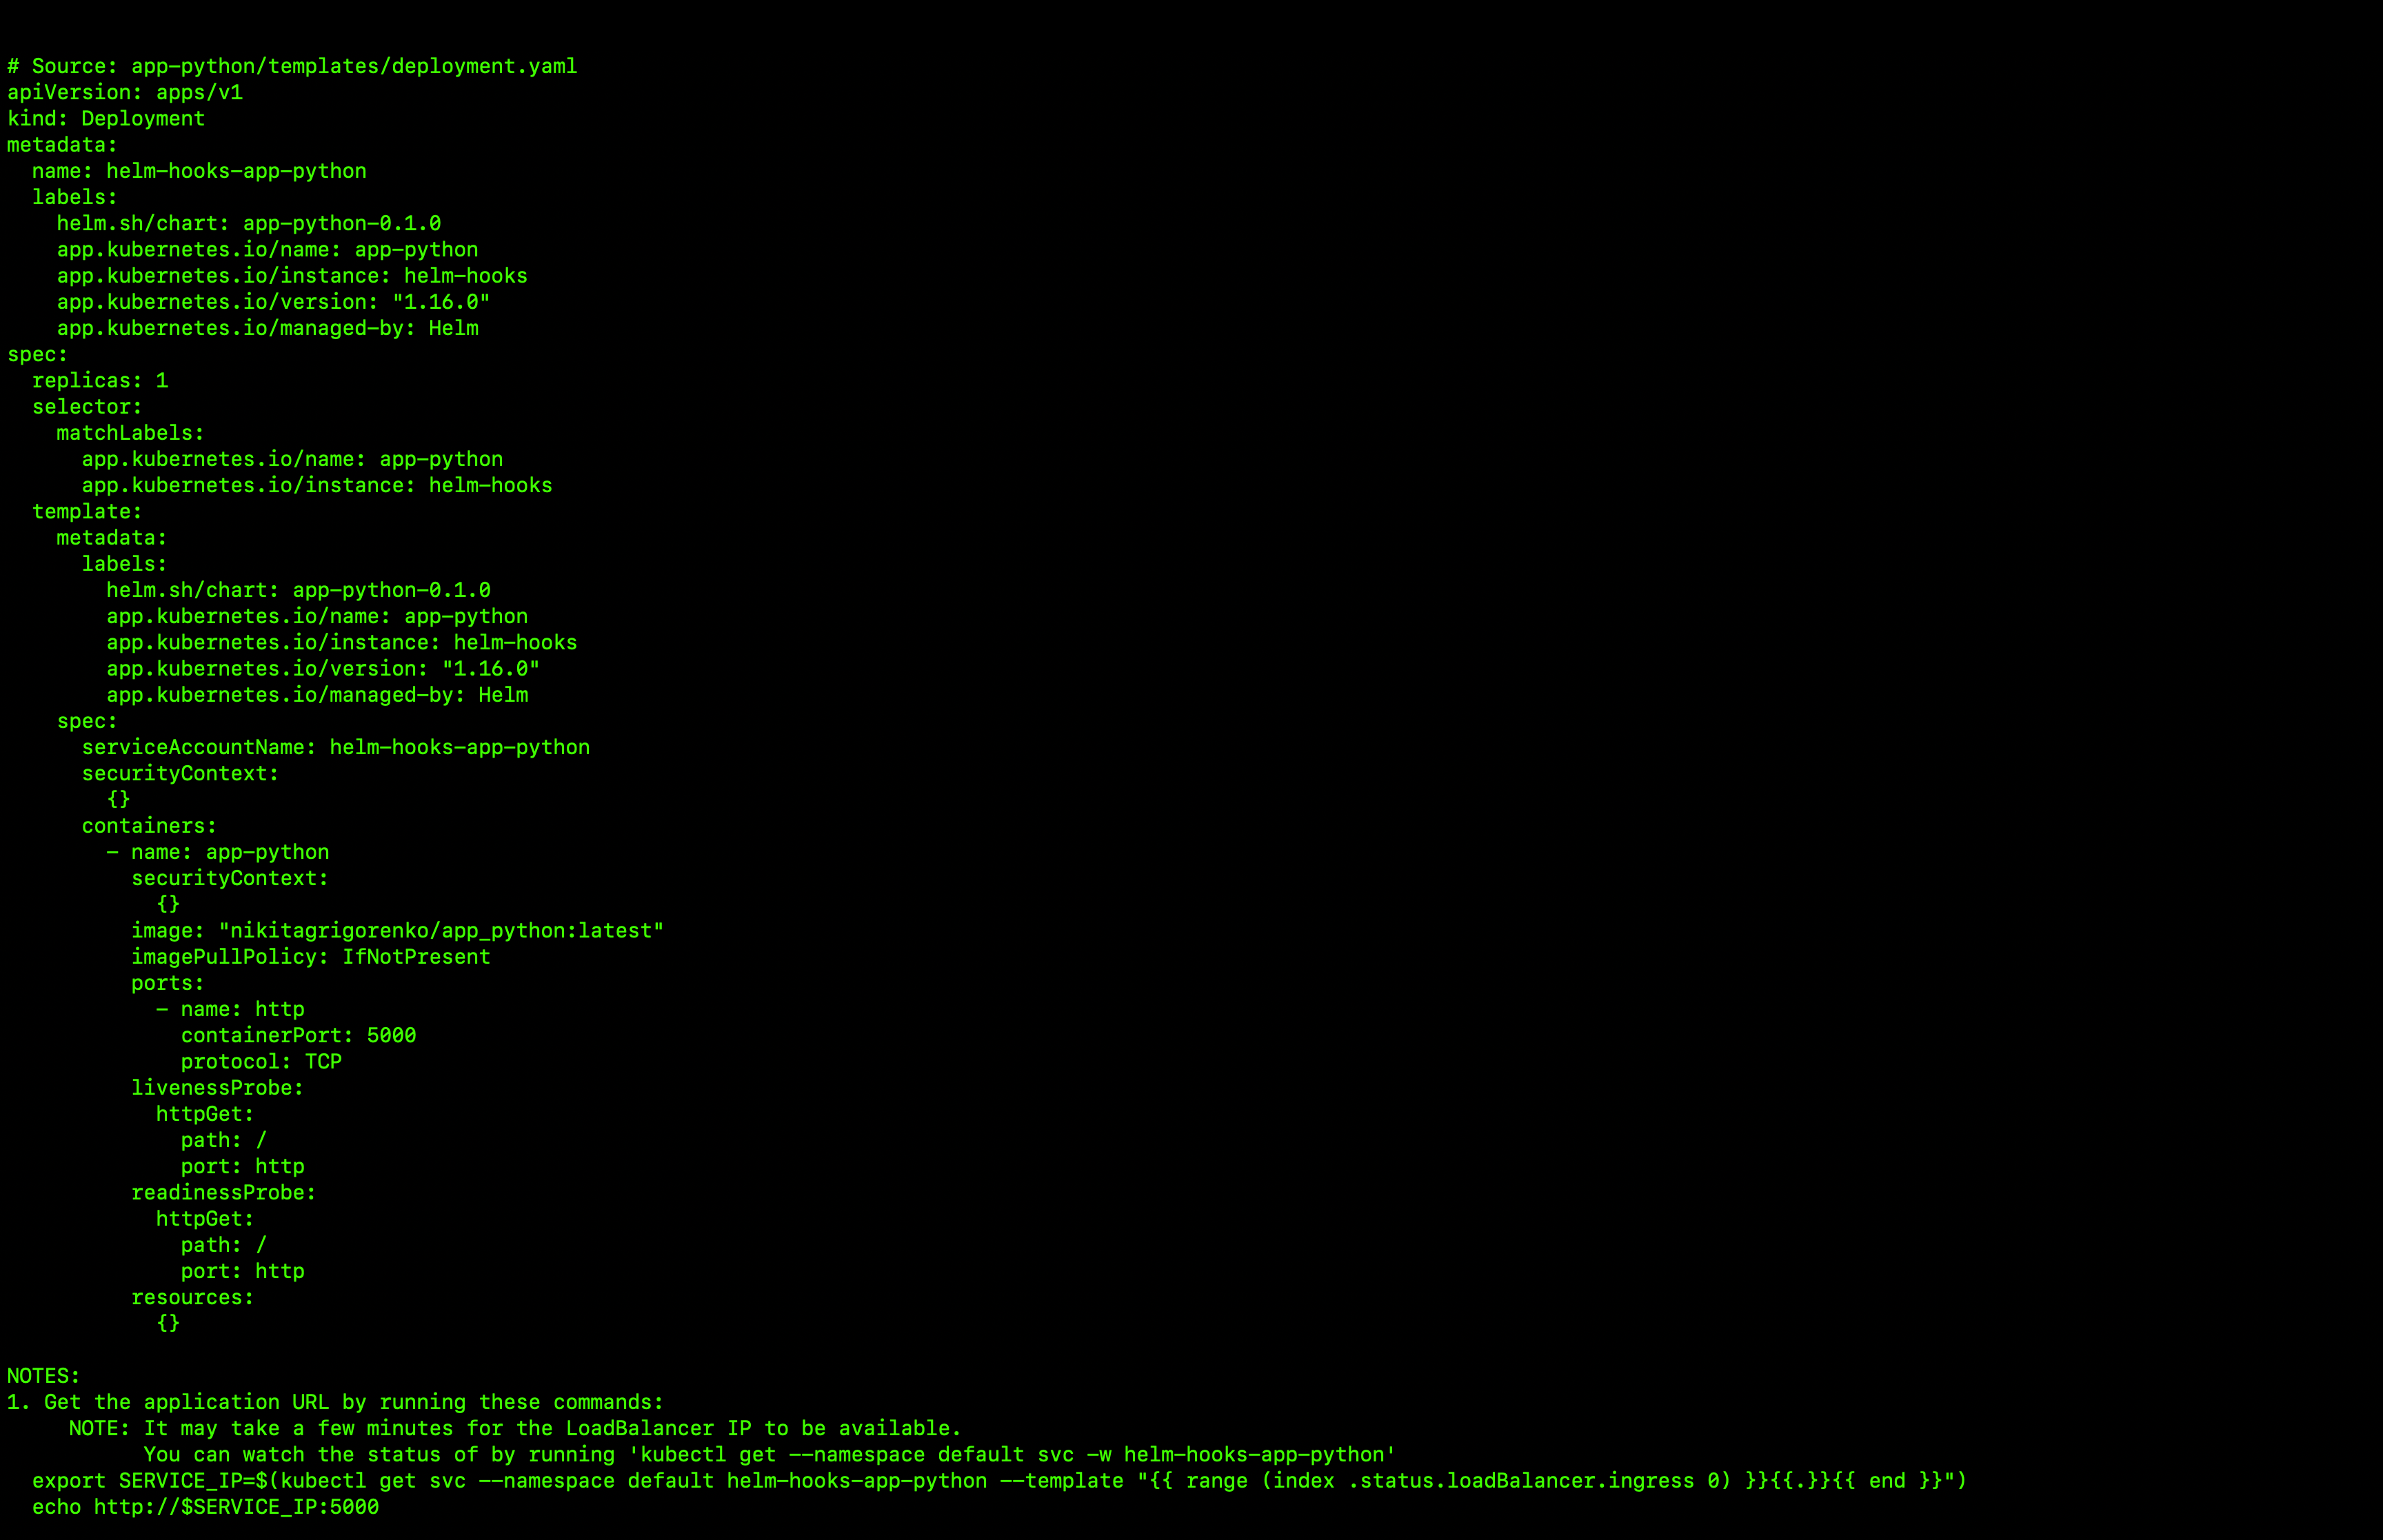 # Source: app-python/templates/deployment.yaml
apiVersion: apps/v1
kind: Deployment
metadata:
  name: helm-hooks-app-python
  labels:
    helm.sh/chart: app-python-0.1.0
    app.kubernetes.io/name: app-python
    app.kubernetes.io/instance: helm-hooks
    app.kubernetes.io/version: "1.16.0"
    app.kubernetes.io/managed-by: Helm
spec:
  replicas: 1
  selector:
    matchLabels:
      app.kubernetes.io/name: app-python
      app.kubernetes.io/instance: helm-hooks
  template:
    metadata:
      labels:
        helm.sh/chart: app-python-0.1.0
        app.kubernetes.io/name: app-python
        app.kubernetes.io/instance: helm-hooks
        app.kubernetes.io/version: "1.16.0"
        app.kubernetes.io/managed-by: Helm
    spec:
      serviceAccountName: helm-hooks-app-python
      securityContext:
        {}
      containers:
        - name: app-python
          securityContext:
            {}
          image: "nikitagrigorenko/app_python:latest"
          imagePullPolicy: IfNotPresent
          ports:
            - name: http
              containerPort: 5000
              protocol: TCP
          livenessProbe:
            httpGet:
              path: /
              port: http
          readinessProbe:
            httpGet:
              path: /
              port: http
          resources:
            {}

NOTES:
1. Get the application URL by running these commands:
     NOTE: It may take a few minutes for the LoadBalancer IP to be available.
           You can watch the status of by running 'kubectl get --namespace default svc -w helm-hooks-app-python'
  export SERVICE_IP=$(kubectl get svc --namespace default helm-hooks-app-python --template "{{ range (index .status.loadBalancer.ingress 0) }}{{.}}{{ end }}")
  echo http://$SERVICE_IP:5000